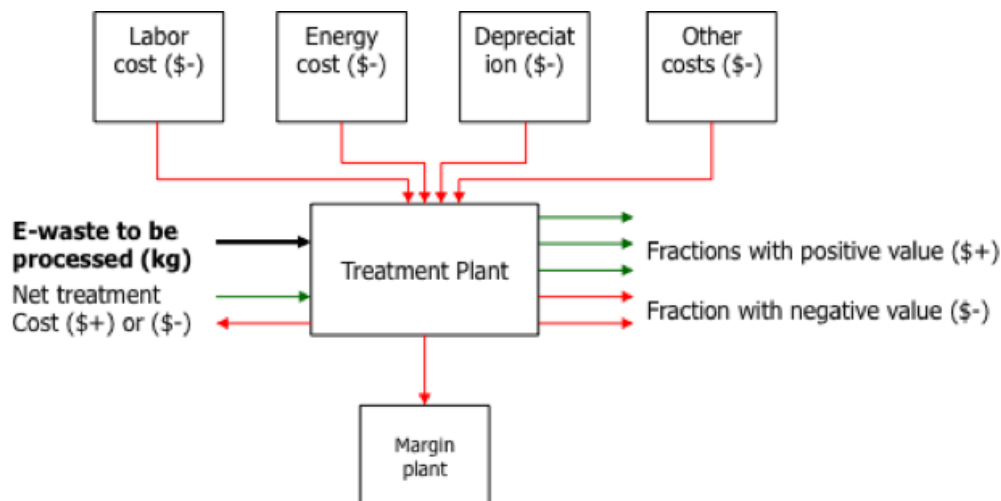 Labor
cost ($-)
Energy
cost ($-)
Depreciat
ion ($-)
Other
costs ($-)
E-waste to be
processed (kg)
Net treatment
Cost ($+) or ($-)
Treatment Plant
Fractions with positive value ($+)
Fraction with negative value ($-)
Margin
plant